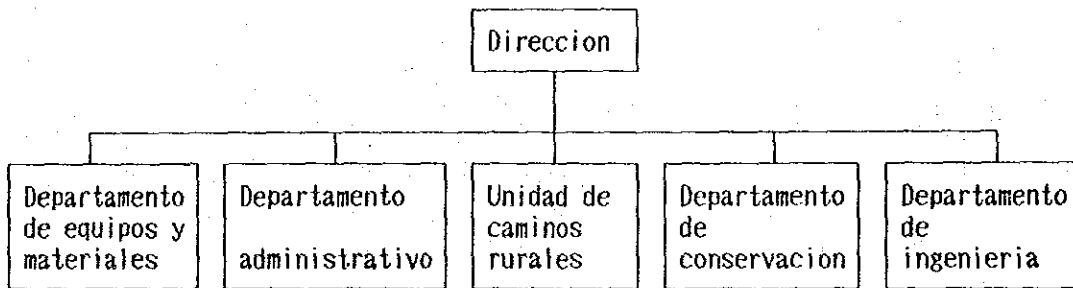 Direccion
Departamento
de equipos y
materiales
Departamento
administrativo
Unidad de
caminos
rurales
Departamento
de
conservacion
Departamento
de
ingenieria